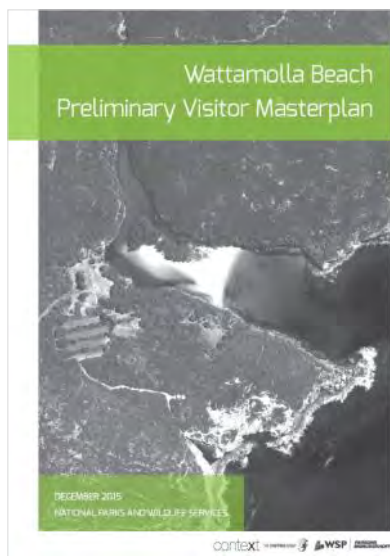 Wattamolla Beach
Preliminary Visitor Masterplan
DECEMBER 2015
NATIONAL PARKS AND WILDLIFE SERVICES
context
WSP